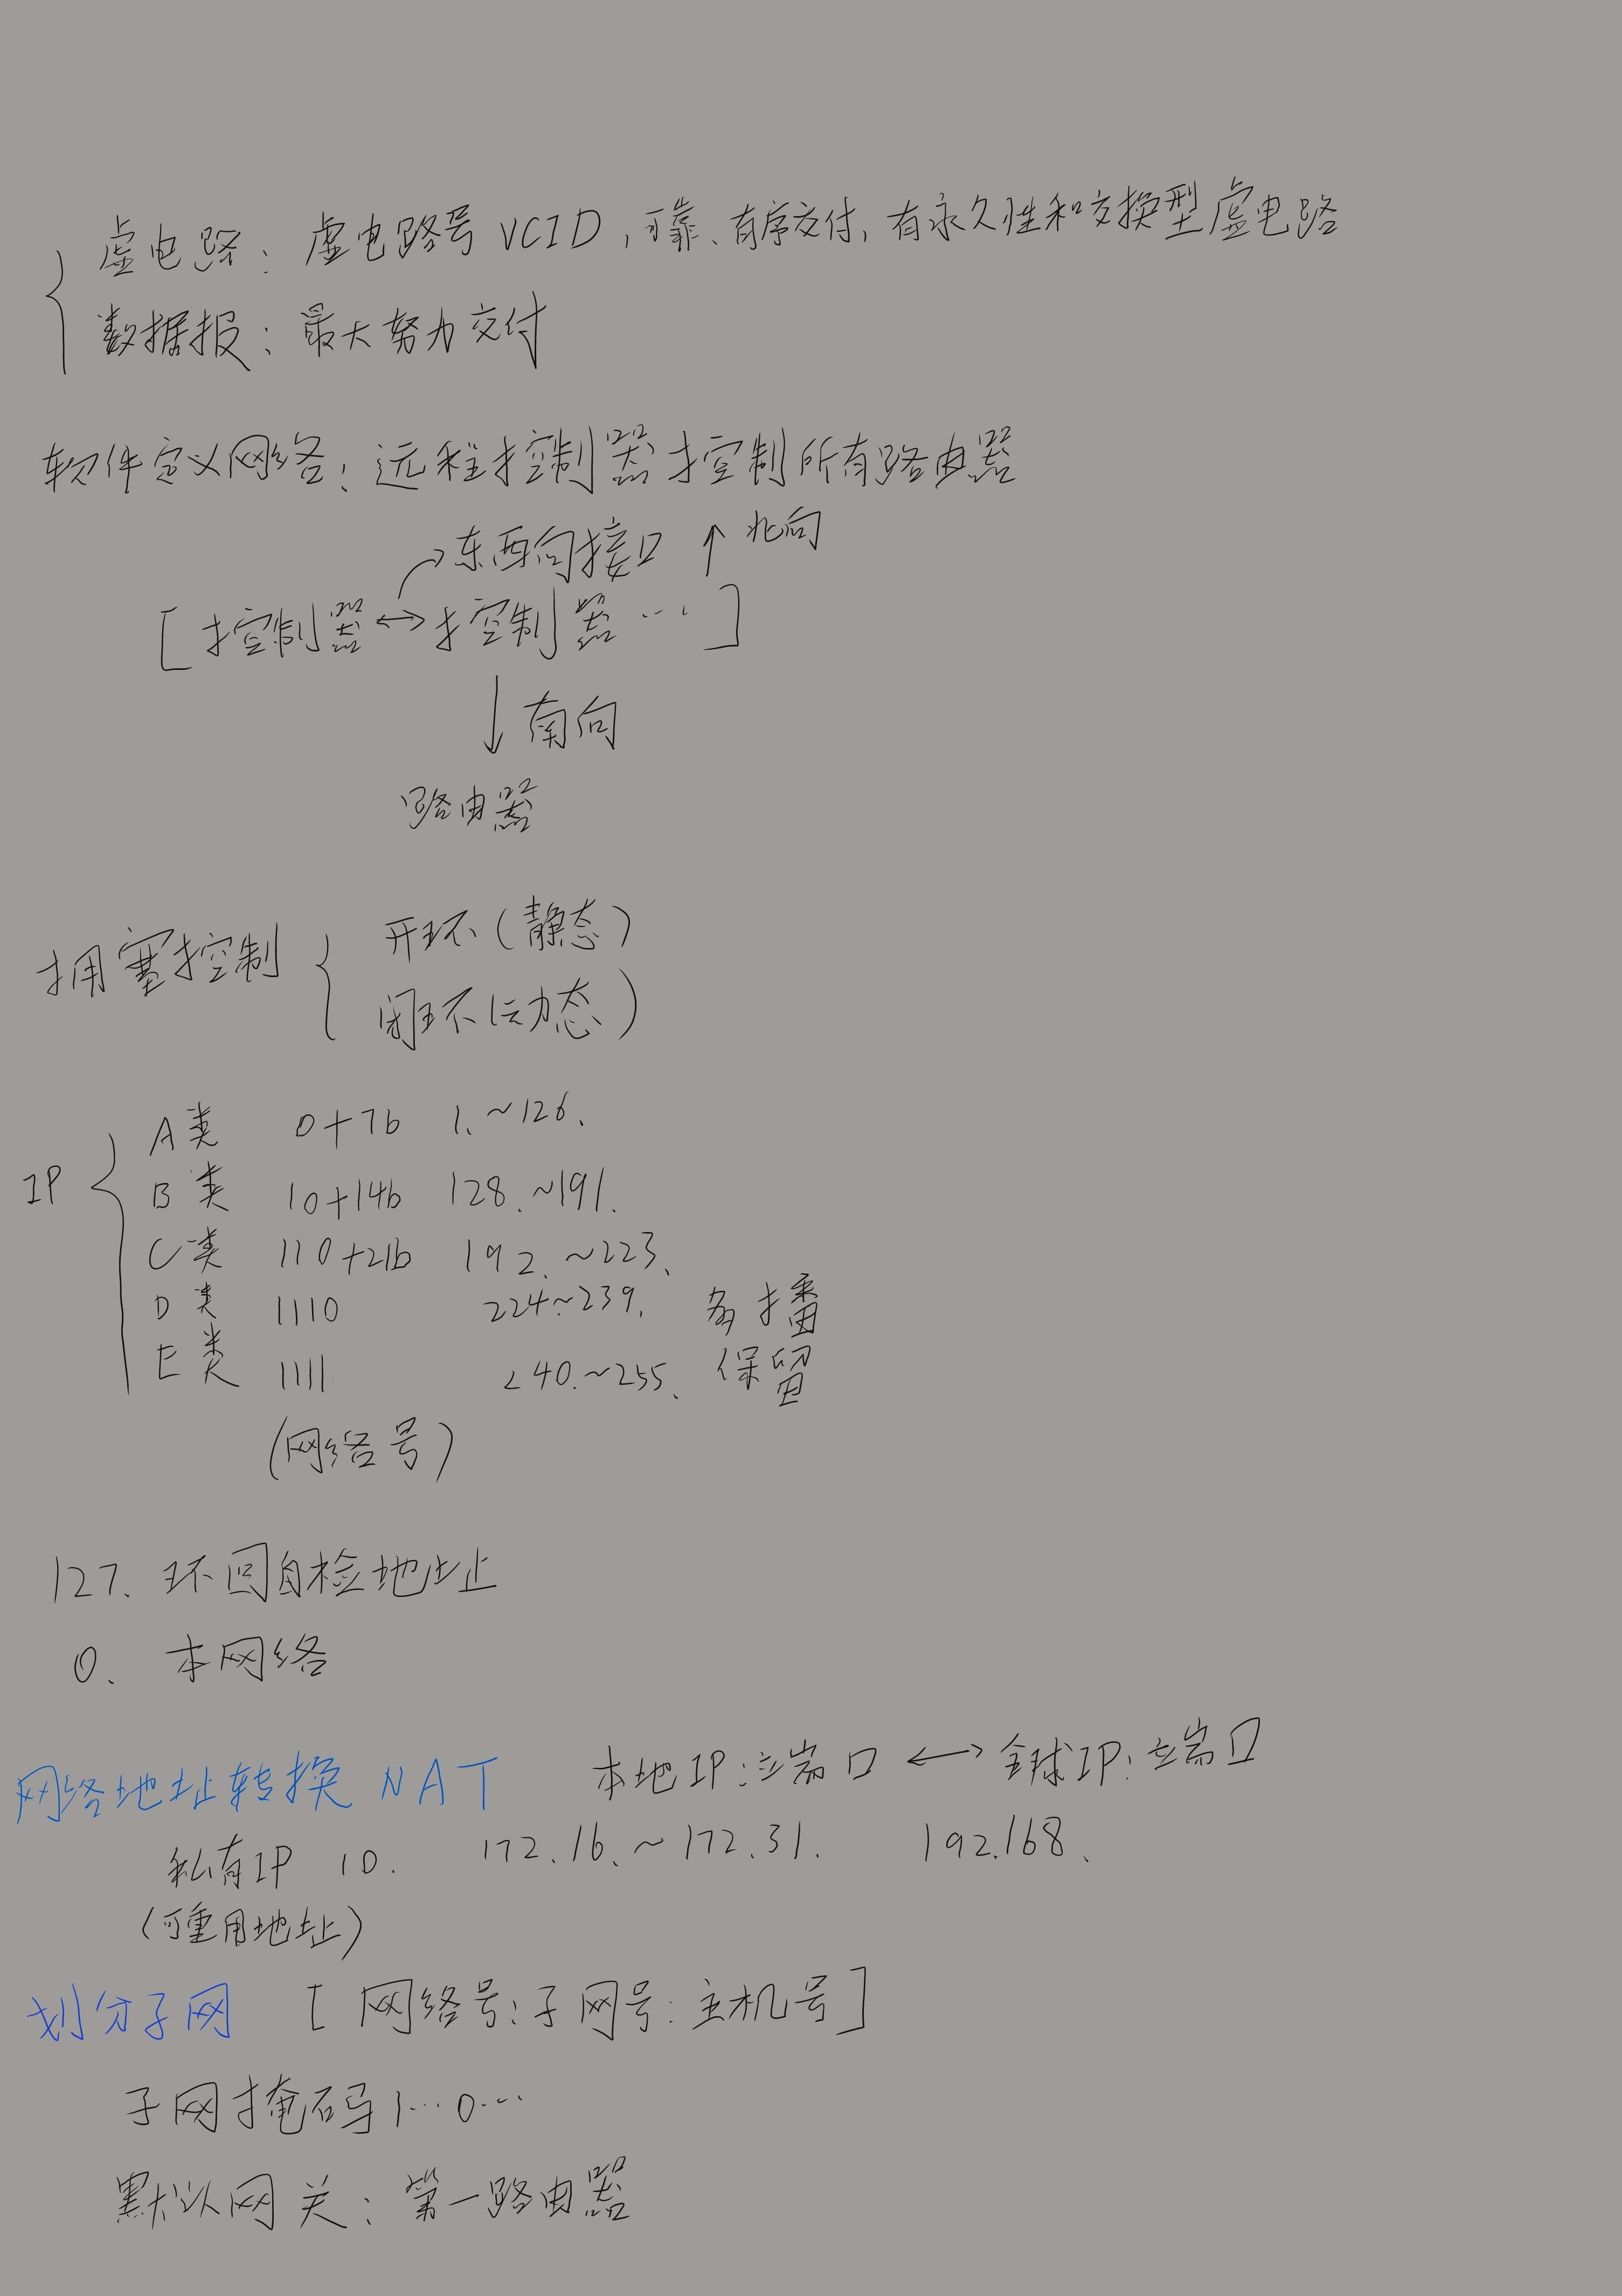 虚电路：虚电路号 VCID，可靠、有序交付，有永久性和交换型虚电路
数据报：最大努力交付
软件定义网络：远程控制器控制所有路由器
东西向接口 ↑ 北向
[控制器 ↔ 控制器 …]
↓ 南向
路由器
拥塞控制
开环（静态）
闭环（动态）
IP
A类 0+7b 1.~126.
B类 10+14b 128.~191.
C类 110+21b 192.~223.
D类 1110 224.~239. 多播
E类 1111 240.~255. 保留
(网络号)
127. 环回自检地址
0. 本网络
网络地址转换 NAT 本地IP:端口 ↔ 全球IP:端口
私有IP 10. 172.16.~172.31. 192.168.
(可重用地址)
划分子网 [网络号:子网号:主机号]
子网掩码 1…0…
默认网关：第一路由器